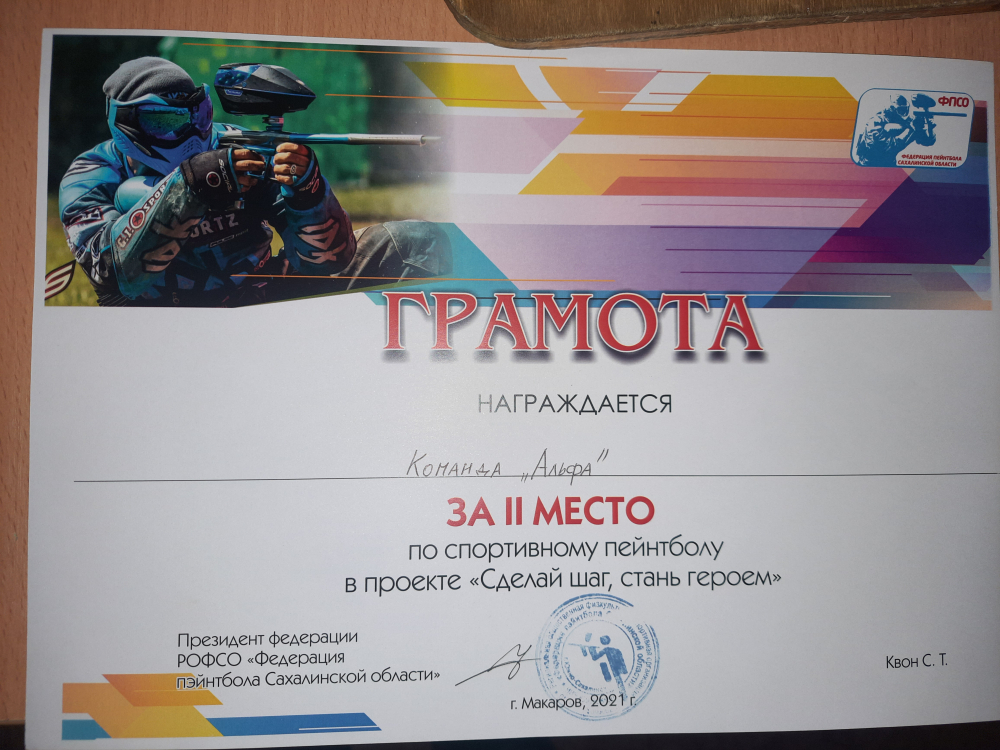 ФПСО
ФЕДЕРАЦИЯ ПЕЙНТБОЛА
САХАЛИНСКОЙ ОБЛАСТИ
ГРАМОТА
НАГРАЖДАЕТСЯ
Команда „Альфа"
ЗА II МЕСТО
по спортивному пейнтболу
в проекте «Сделай шаг, стань героем»
Президент федерации
РОФСО «Федерация
пэйнтбола Сахалинской области»
Квон С. Т.
г. Макаров, 2021 г.